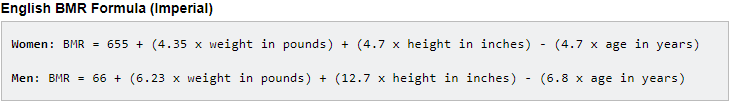 English BMR Formula (Imperial)
Women: BMR = 655 + (4.35 x weight in pounds) + (4.7 x height in inches) - (4.7 x age in years)
Men: BMR = 66 + (6.23 x weight in pounds) + (12.7 x height in inches) - (6.8 x age in years)